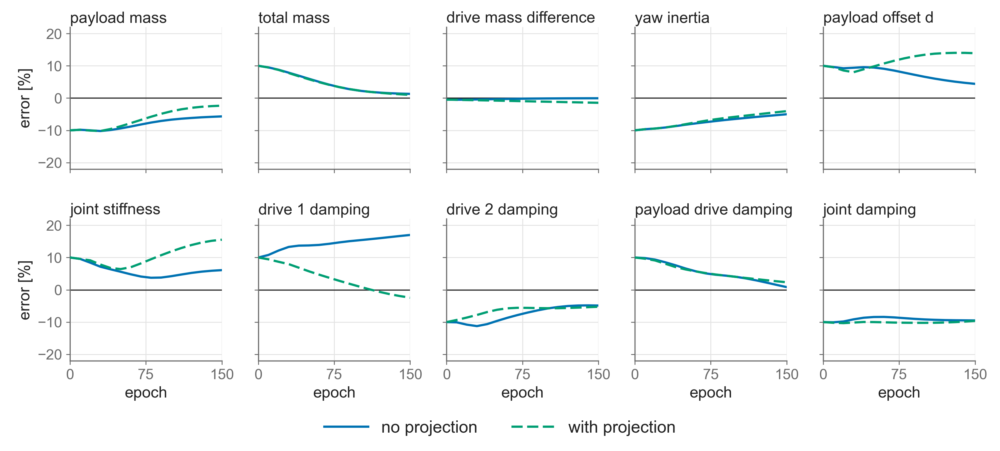 payload mass
total mass
drive mass difference
yaw inertia
payload offset d
20
10
0
−10
−20
error [%]
joint stiffness
drive 1 damping
drive 2 damping
payload drive damping
joint damping
20
10
0
−10
−20
error [%]
0 75 150
0 75 150
0 75 150
0 75 150
0 75 150
epoch
epoch
epoch
epoch
epoch
no projection
with projection